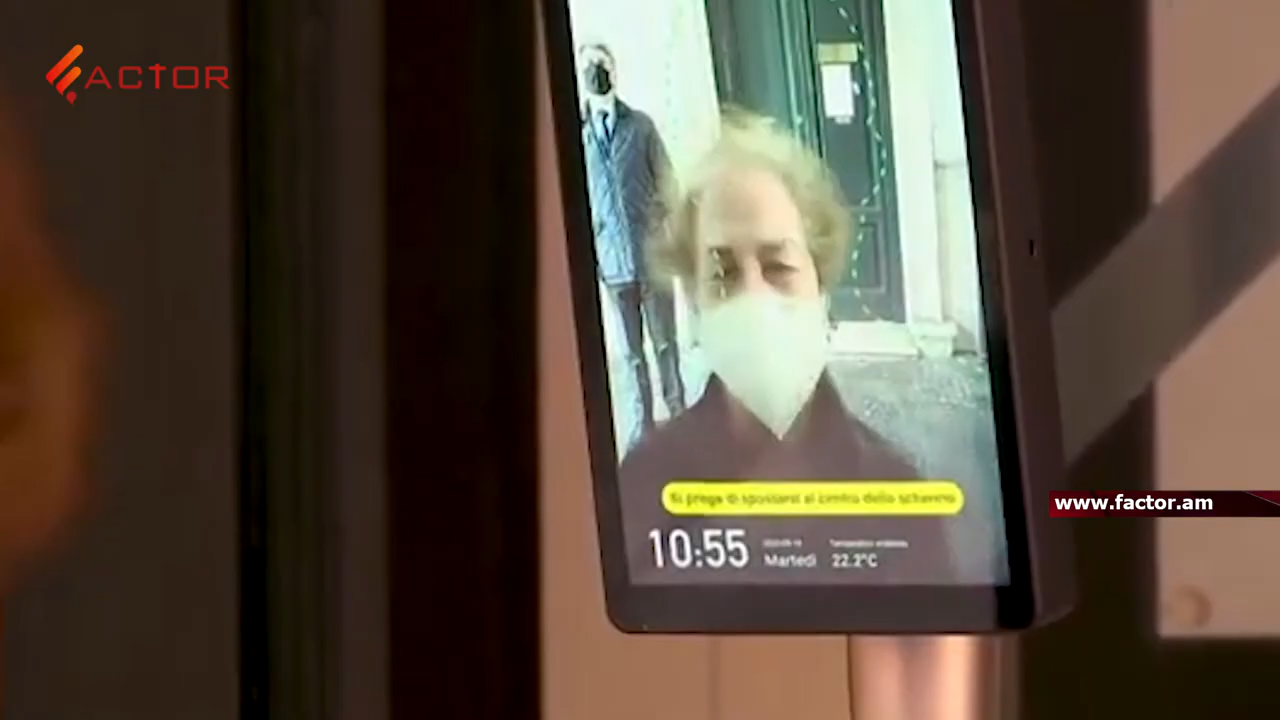 ACTOR
Si prega di spostarsi al centro dello schermo
www.factor.am
10:55
Martedì
22.2°C